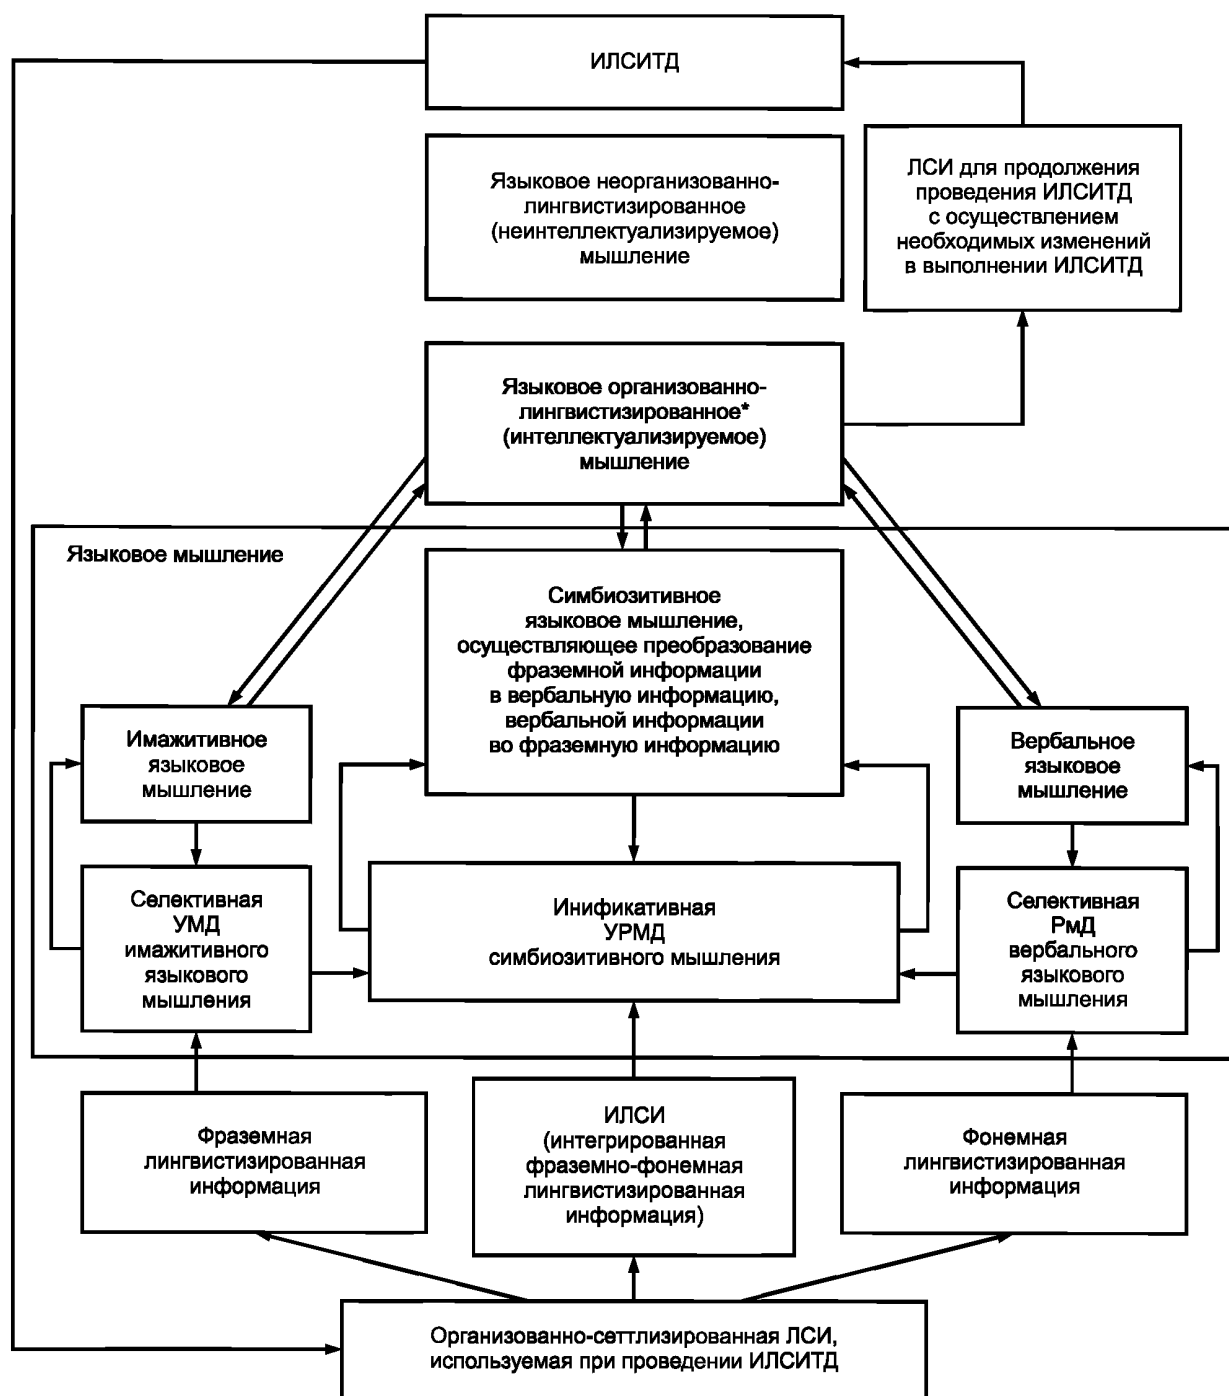 ИЛСИТД
Языковое неорганизованно-
лингвистизированное
(неинтеллектуализируемое)
мышление
ЛСИ для продолжения
проведения ИЛСИТД
с осуществлением
необходимых изменений
в выполнении ИЛСИТД
Языковое организованно-
лингвистизированное*
(интеллектуализируемое)
мышление
Языковое мышление
Симбиозитивное
языковое мышление,
осуществляющее преобразование
фраземной информации
в вербальную информацию,
вербальной информации
во фраземную информацию
Имажитивное
языковое
мышление
Вербальное
языковое
мышление
Селективная
УМД
имажитивного
языкового
мышления
Инификативная
УРМД
симбиозитивного мышления
Селективная
РмД
вербального
языкового
мышления
Фраземная
лингвистизированная
информация
ИЛСИ
(интегрированная
фраземно-фонемная
лингвистизированная
информация)
Фонемная
лингвистизированная
информация
Организованно-сеттлизированная ЛСИ,
используемая при проведении ИЛСИТД